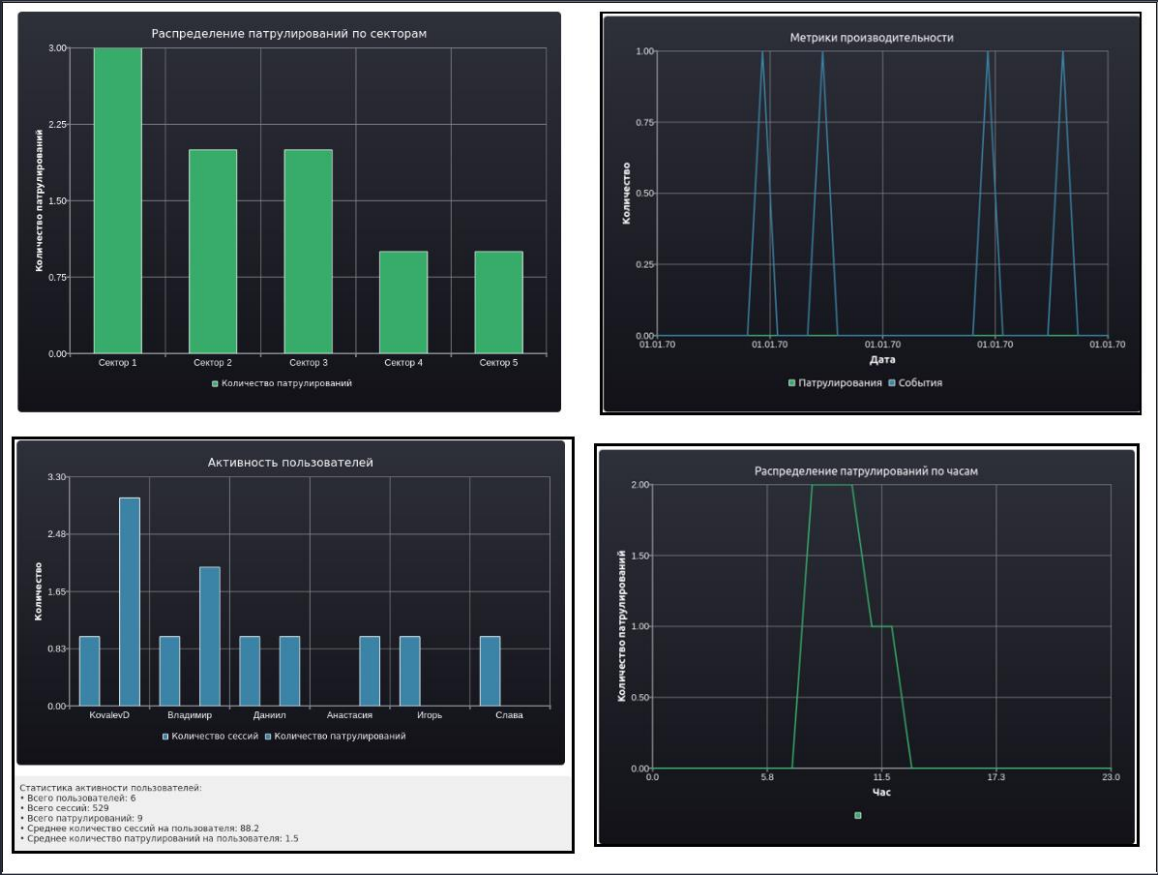 Распределение патрулирований по секторам
3.00
2.25
1.50
0.75
0.00
Количество патрулирований
Сектор 1 Сектор 2 Сектор 3 Сектор 4 Сектор 5
Количество патрулирований
Метрики производительности
1.00
0.75
0.50
0.25
0.00
Количество
01.01.70 01.01.70 01.01.70 01.01.70 01.01.70
Дата
Патрулирования События
Активность пользователей
3.30
2.48
1.65
0.83
0.00
Количество
KovalevD Владимир Даниил Анастасия Игорь Слава
Количество сессий Количество патрулирований
Статистика активности пользователей:
• Всего пользователей: 6
• Всего сессий: 529
• Всего патрулирований: 9
• Среднее количество сессий на пользователя: 88.2
• Среднее количество патрулирований на пользователя: 1.5
Распределение патрулирований по часам
2.00
1.50
1.00
0.50
0.00
Количество патрулирований
0.0 5.8 11.5 17.3 23.0
Час